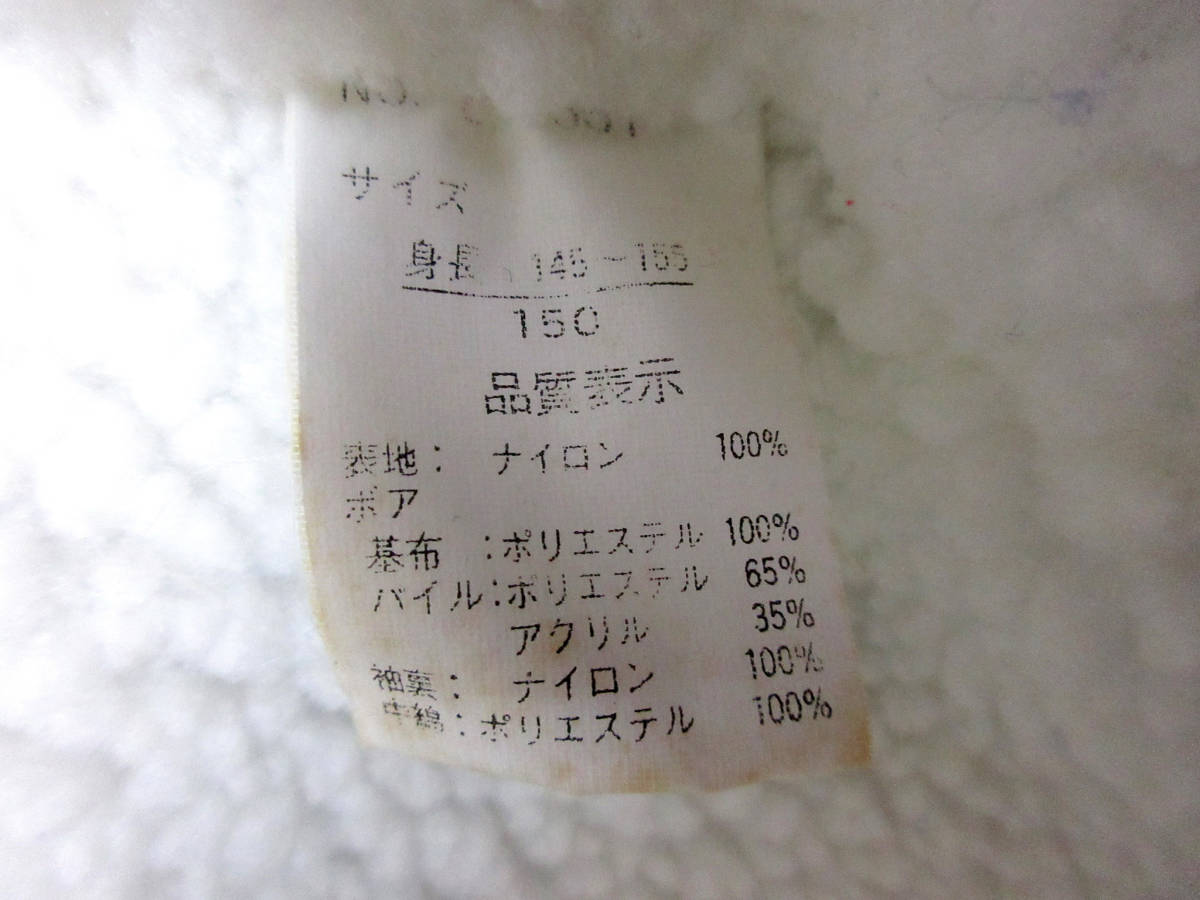 サイズ
身長 145-155
150
品質表示
表地: ナイロン 100%
ボア
基布 :ポリエステル 100%
パイル:ポリエステル 65%
アクリル 35%
袖裏: ナイロン 100%
中綿:ポリエステル 100%